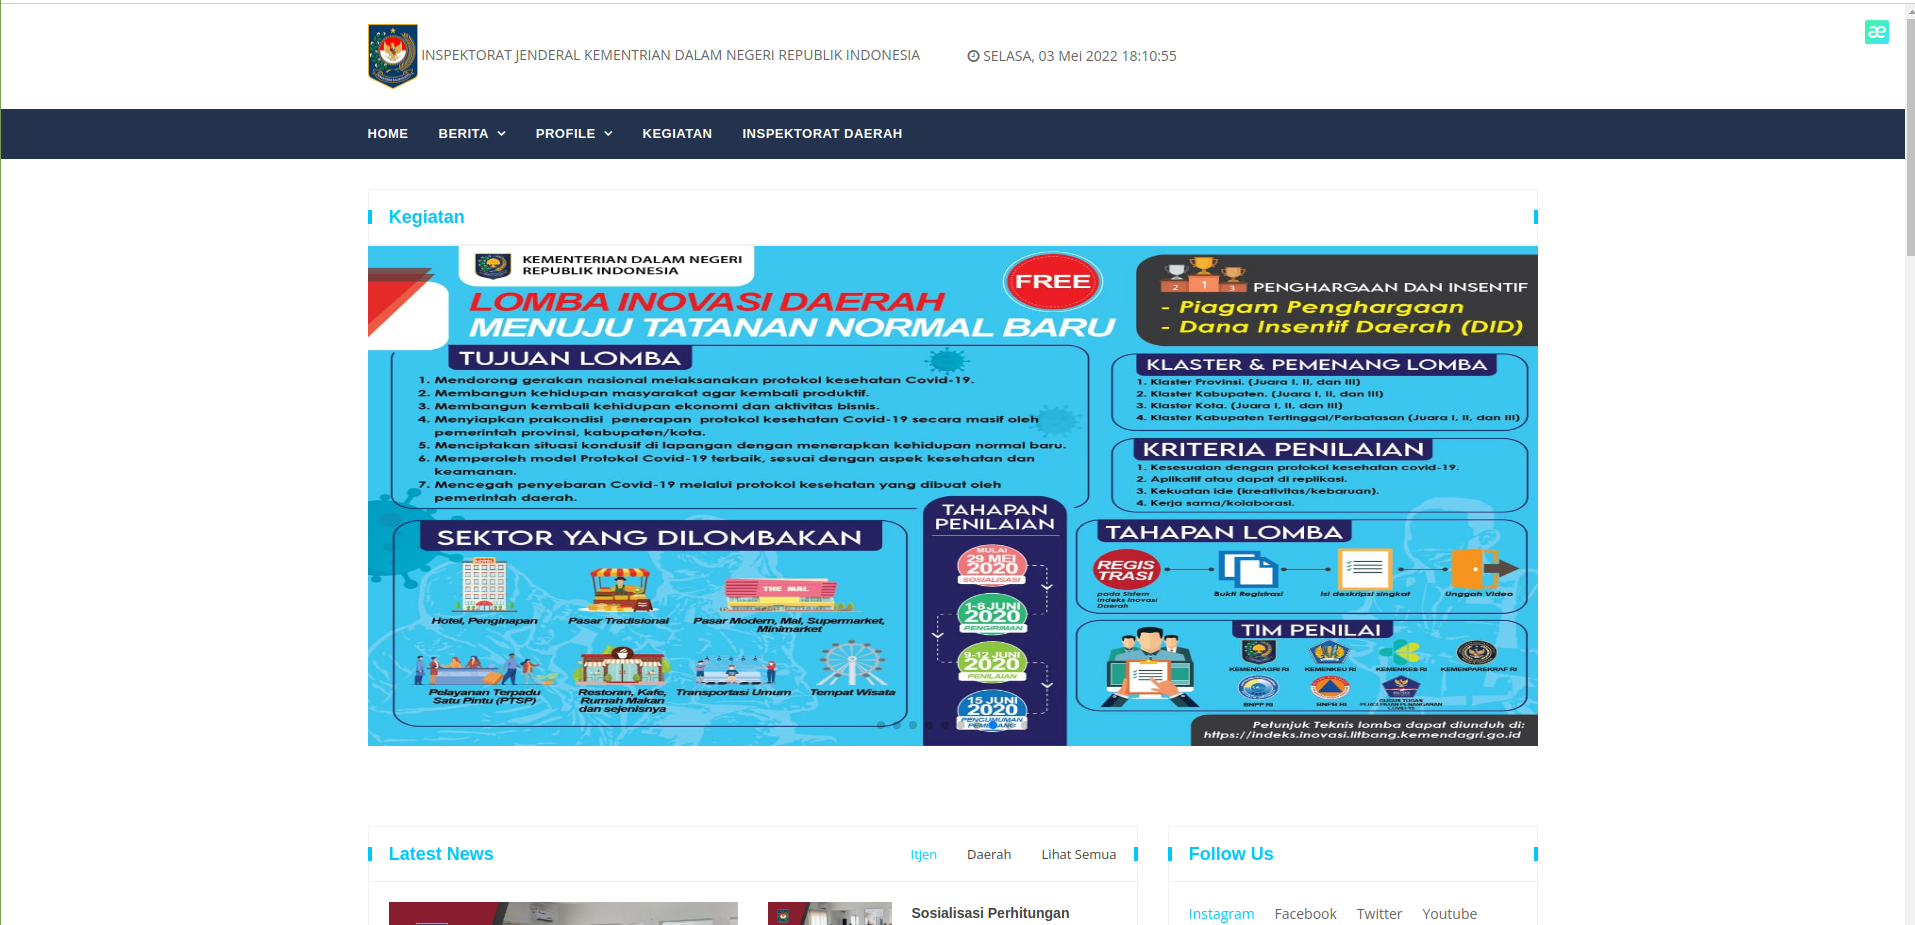 INSPEKTORAT JENDERAL KEMENTRIAN DALAM NEGERI REPUBLIK INDONESIA
SELASA, 03 Mei 2022 18:10:55
æ
HOME BERITA PROFILE KEGIATAN INSPEKTORAT DAERAH
Kegiatan
KEMENTERIAN DALAM NEGERI
REPUBLIK INDONESIA
LOMBA INOVASI DAERAH
MENUJU TATANAN NORMAL BARU
FREE
2 1 3
PENGHARGAAN DAN INSENTIF
- Piagam Penghargaan
- Dana Insentif Daerah (DID)
TUJUAN LOMBA
1. Mendorong gerakan nasional melaksanakan protokol kesehatan Covid-19.
2. Membangun kehidupan masyarakat agar kembali produktif.
3. Membangun kembali kehidupan ekonomi dan aktivitas bisnis.
4. Menyiapkan prakondisi penerapan protokol kesehatan Covid-19 secara masif oleh
pemerintah provinsi, kabupaten/kota.
5. Menciptakan situasi kondusif di lapangan dengan menerapkan kehidupan normal baru.
6. Memperoleh model Protokol Covid-19 terbaik, sesuai dengan aspek kesehatan dan
keamanan.
7. Mencegah penyebaran Covid-19 melalui protokol kesehatan yang dibuat oleh
pemerintah daerah.
KLASTER & PEMENANG LOMBA
1. Klaster Provinsi. (Juara I, II, dan III)
2. Klaster Kabupaten. (Juara I, II, dan III)
3. Klaster Kota. (Juara I, II, dan III)
4. Klaster Kabupaten Tertinggal/Perbatasan (Juara I, II, dan III)
KRITERIA PENILAIAN
1. Kesesuaian dengan protokol kesehatan covid-19.
2. Aplikatif atau dapat di replikasi.
3. Kekuatan ide (kreativitas/kebaruan).
4. Kerja sama/kolaborasi.
SEKTOR YANG DILOMBAKAN
HOTEL
THE MAL
Hotel, Penginapan
Pasar Tradisional
Pasar Modern, Mal, Supermarket,
Minimarket
Pelayanan Terpadu
Satu Pintu (PTSP)
Restoran, Kafe,
Rumah Makan
dan sejenisnya
Transportasi Umum
Tempat Wisata
TAHAPAN
PENILAIAN
MULAI
29 MEI
2020
SOSIALISASI
1-8 JUNI
2020
PENGIRIMAN
9-12 JUNI
2020
PENILAIAN
15 JUNI
2020
PENGUMUMAN
PEMENANG
TAHAPAN LOMBA
REGIS
TRASI
pada Sistem
Indeks Inovasi
Daerah
Bukti Registrasi
Isi deskripsi singkat
Unggah Video
TIM PENILAI
KEMENDAGRI RI
KEMENKEU RI
KEMENKES RI
KEMENPAREKRAF RI
BNPP RI
BNPB RI
GUGUS TUGAS
PERCEPATAN PENANGANAN
COVID-19
Petunjuk Teknis lomba dapat diunduh di:
https://indeks.inovasi.litbang.kemendagri.go.id
Latest News
Itjen Daerah Lihat Semua
Follow Us
Sosialisasi Perhitungan
Instagram Facebook Twitter Youtube